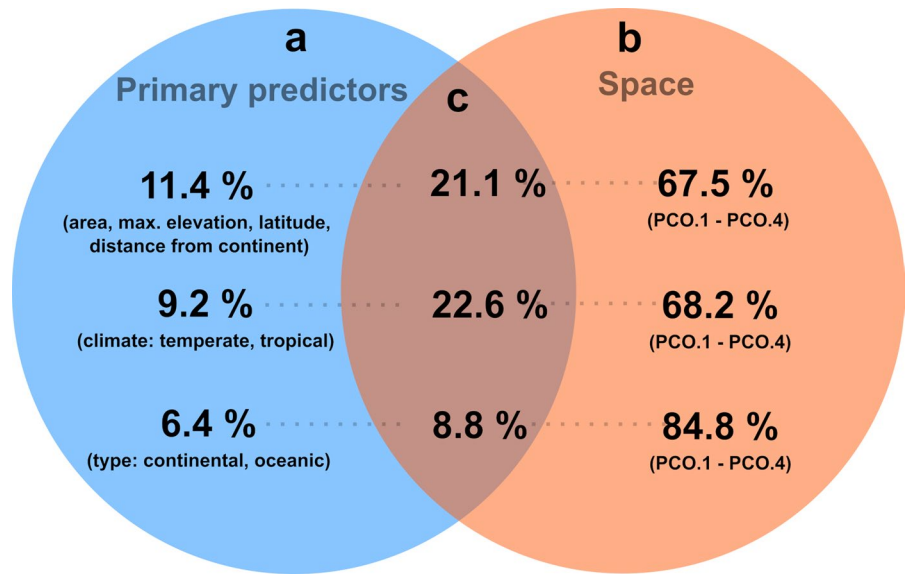 a
b
Primary predictors
Space
c
11.4 %
21.1 %
67.5 %
(area, max. elevation, latitude,
distance from continent)
(PCO.1 - PCO.4)
9.2 %
22.6 %
68.2 %
(climate: temperate, tropical)
(PCO.1 - PCO.4)
6.4 %
8.8 %
84.8 %
(type: continental, oceanic)
(PCO.1 - PCO.4)